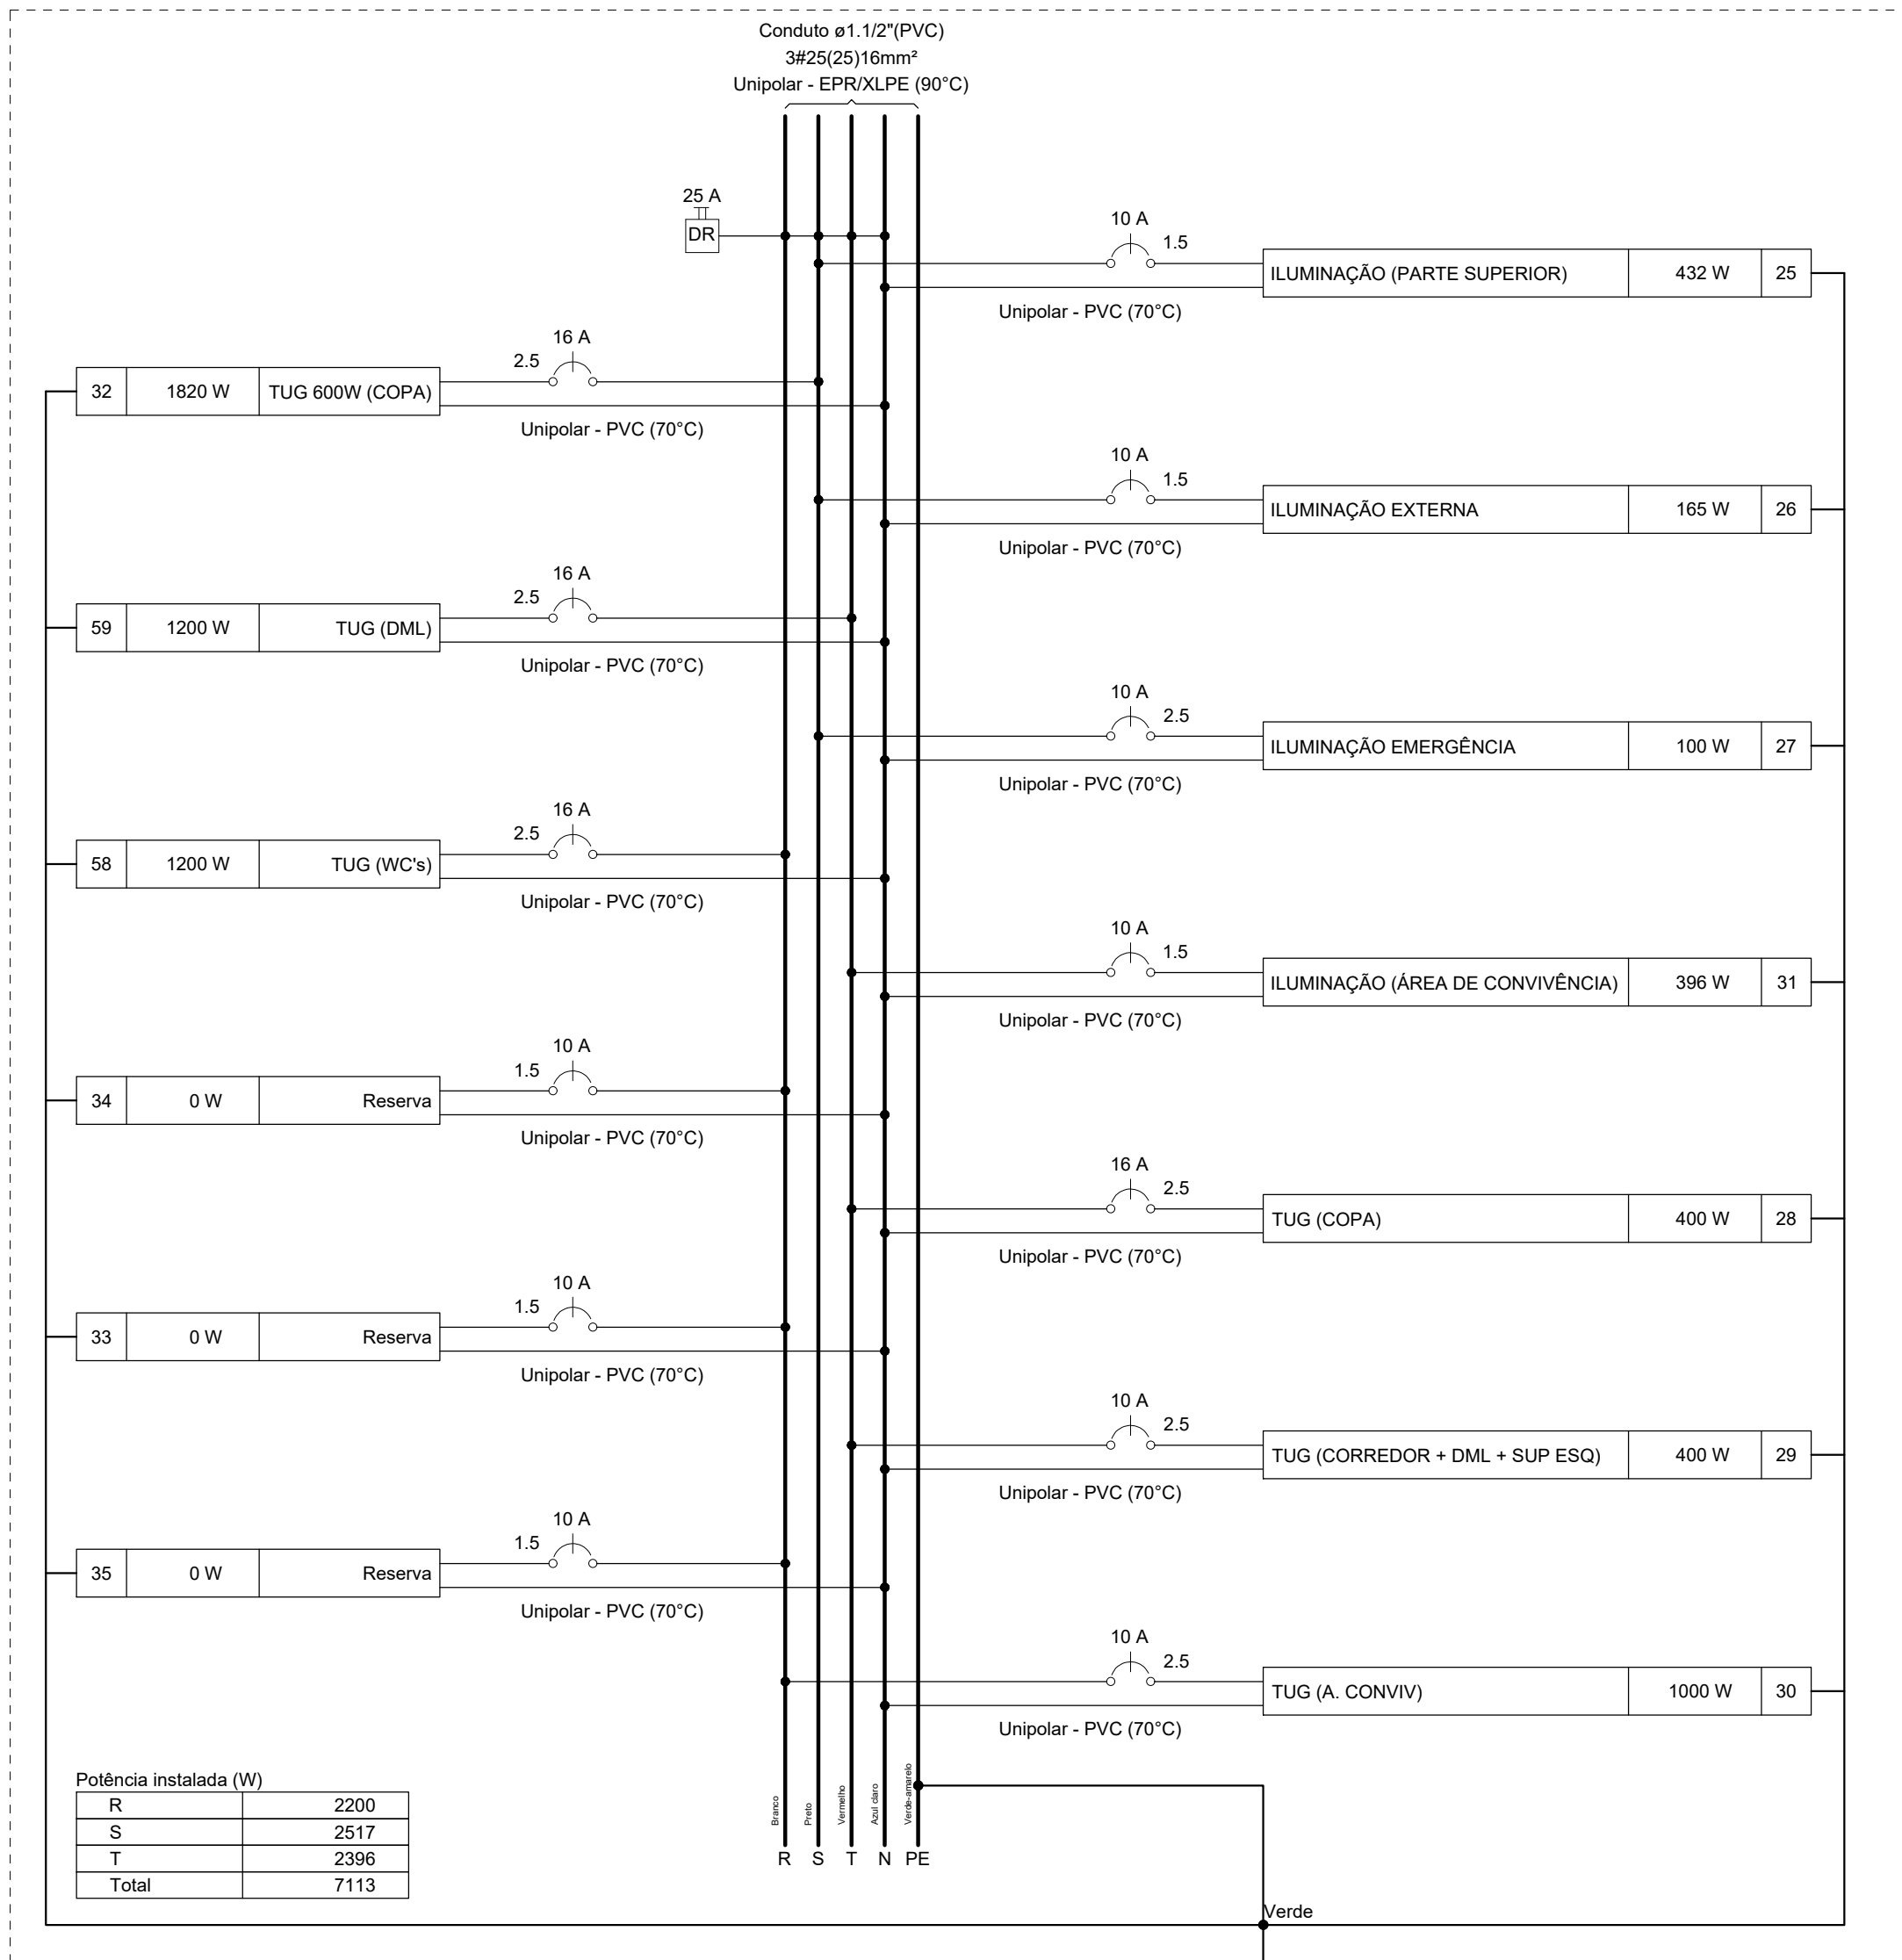 Conduto ø1.1/2"(PVC)
3#25(25)16mm²
Unipolar - EPR/XLPE (90°C)
25 A
DR
10 A
1.5
ILUMINAÇÃO (PARTE SUPERIOR) 432 W 25
Unipolar - PVC (70°C)
16 A
2.5
32 1820 W TUG 600W (COPA)
Unipolar - PVC (70°C)
10 A
1.5
ILUMINAÇÃO EXTERNA 165 W 26
Unipolar - PVC (70°C)
16 A
2.5
59 1200 W TUG (DML)
Unipolar - PVC (70°C)
10 A
2.5
ILUMINAÇÃO EMERGÊNCIA 100 W 27
Unipolar - PVC (70°C)
16 A
2.5
58 1200 W TUG (WC's)
Unipolar - PVC (70°C)
10 A
1.5
ILUMINAÇÃO (ÁREA DE CONVIVÊNCIA) 396 W 31
Unipolar - PVC (70°C)
10 A
1.5
34 0 W Reserva
Unipolar - PVC (70°C)
16 A
2.5
TUG (COPA) 400 W 28
Unipolar - PVC (70°C)
10 A
1.5
33 0 W Reserva
Unipolar - PVC (70°C)
10 A
2.5
TUG (CORREDOR + DML + SUP ESQ) 400 W 29
Unipolar - PVC (70°C)
10 A
1.5
35 0 W Reserva
Unipolar - PVC (70°C)
10 A
2.5
TUG (A. CONVIV) 1000 W 30
Unipolar - PVC (70°C)
Potência instalada (W)
R 2200
S 2517
T 2396
Total 7113
Branco
Preto
Vermelho
Azul claro
Verde-amarelo
R S T N PE
Verde